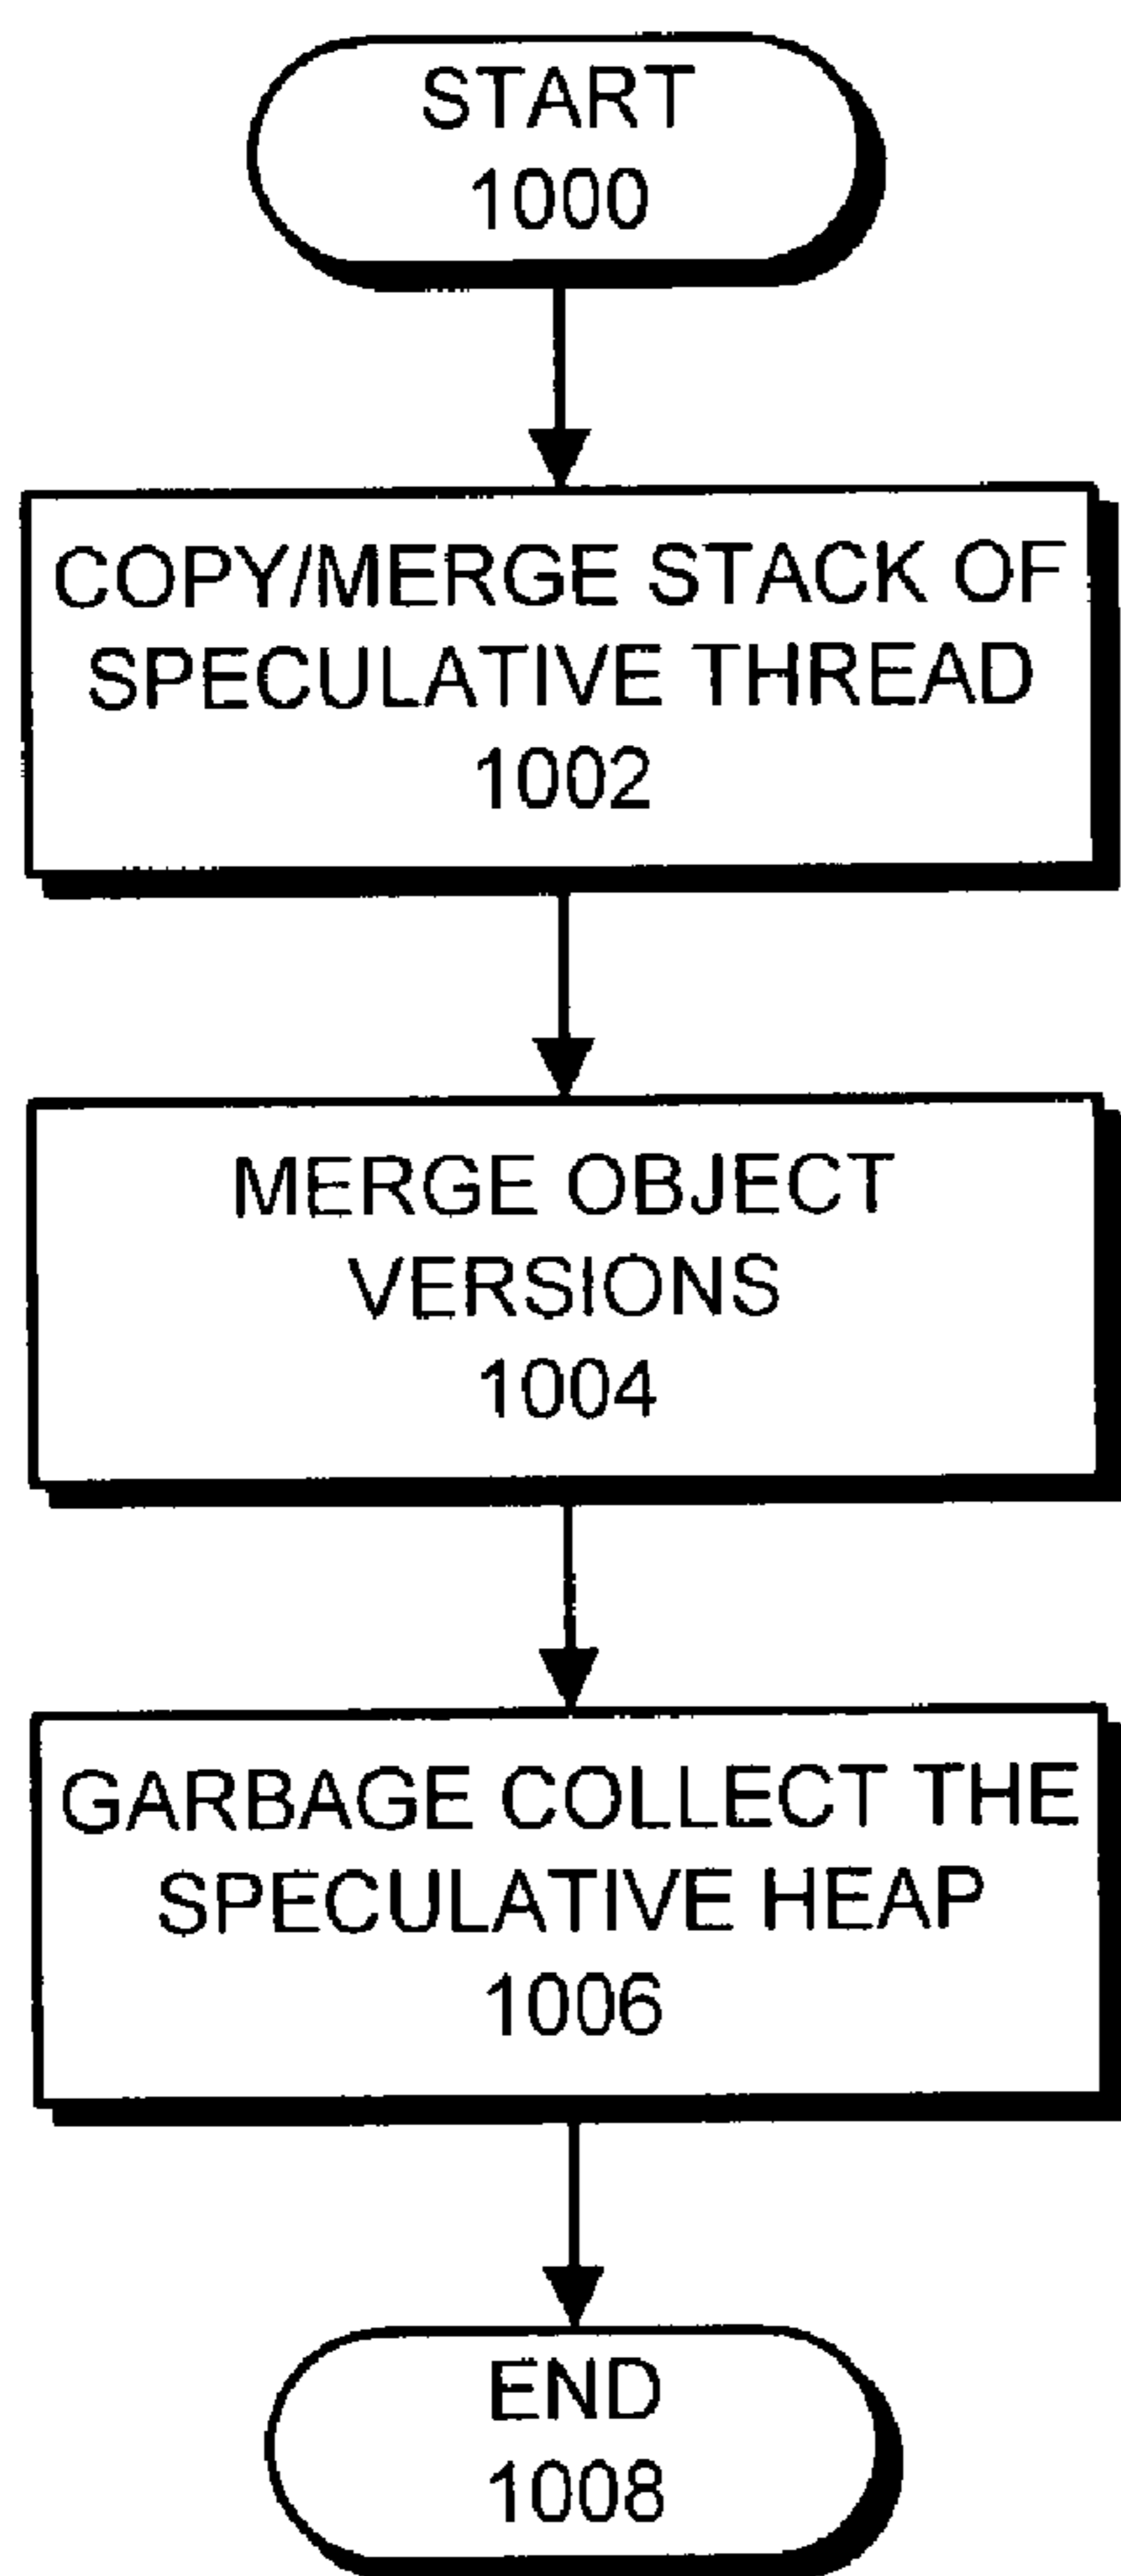 START
1000
COPY/MERGE STACK OF
SPECULATIVE THREAD
1002
MERGE OBJECT
VERSIONS
1004
GARBAGE COLLECT THE
SPECULATIVE HEAP
1006
END
1008